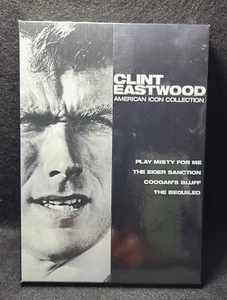 CLINT
EASTWOOD
AMERICAN ICON COLLECTION
PLAY MISTY FOR ME
THE EIGER SANCTION
COOGAN'S BLUFF
THE BEGUILED